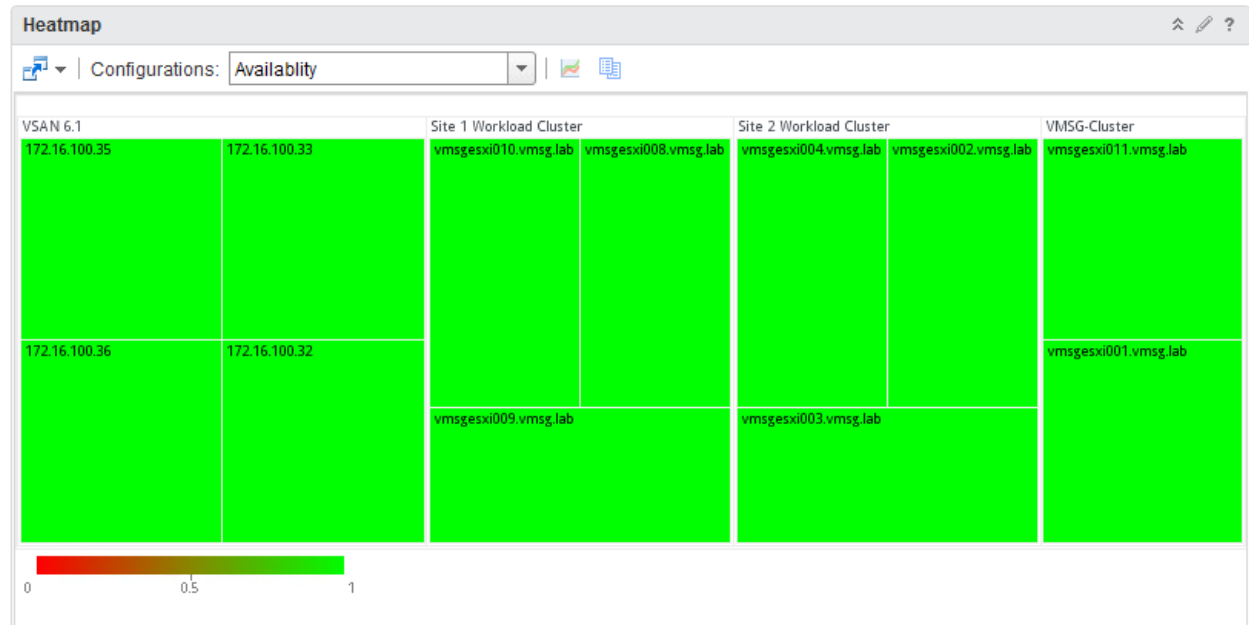 Heatmap
?
Configurations: Availablity
VSAN 6.1
Site 1 Workload Cluster
Site 2 Workload Cluster
VMSG-Cluster
172.16.100.35
172.16.100.33
vmsgesxi010.vmsg.lab
vmsgesxi008.vmsg.lab
vmsgesxi004.vmsg.lab
vmsgesxi002.vmsg.lab
vmsgesxi011.vmsg.lab
172.16.100.36
172.16.100.32
vmsgesxi001.vmsg.lab
vmsgesxi009.vmsg.lab
vmsgesxi003.vmsg.lab
0
0.5
1